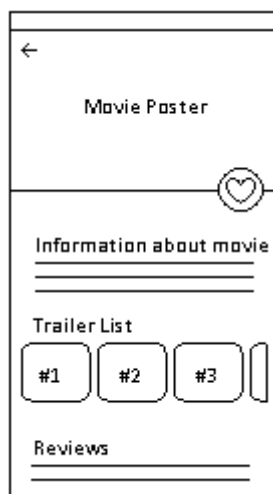 Movie Poster
Information about movie
Trailer List
#1 #2 #3
Reviews